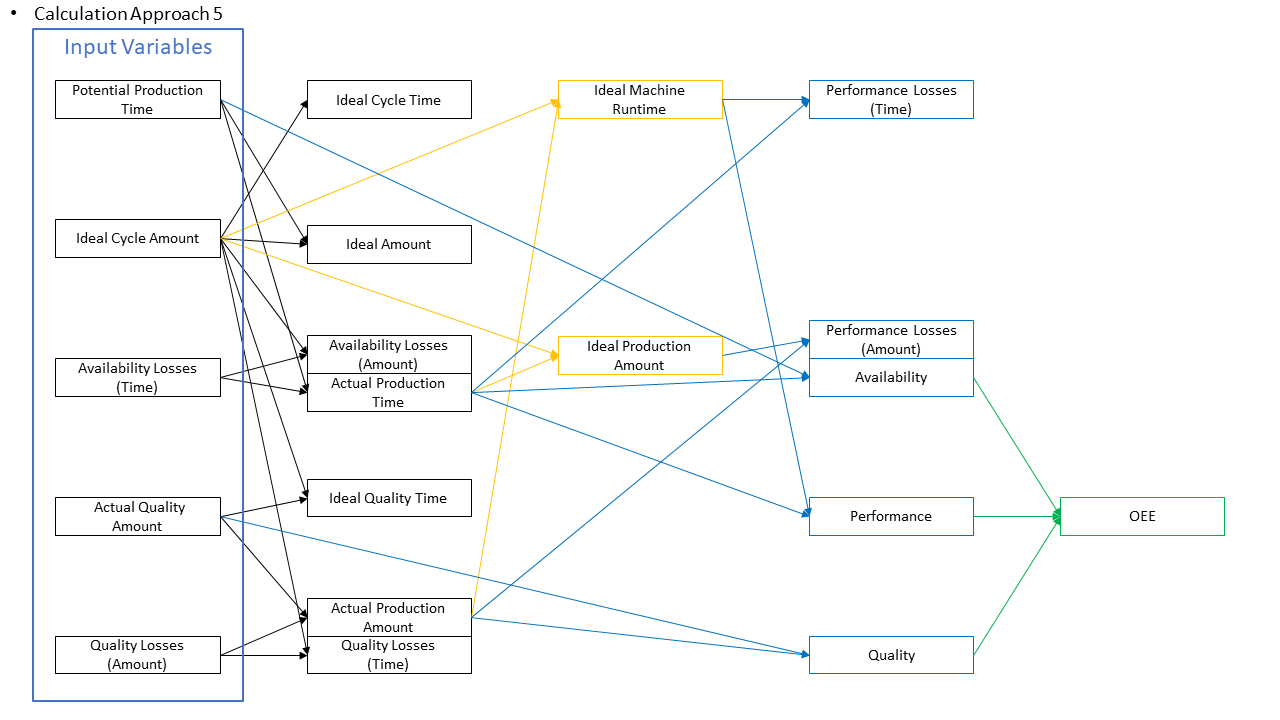 • Calculation Approach 5
Input Variables
Potential Production
Time
Ideal Cycle Amount
Availability Losses
(Time)
Actual Quality
Amount
Quality Losses
(Amount)
Ideal Cycle Time
Ideal Amount
Availability Losses
(Amount)
Actual Production
Time
Ideal Quality Time
Actual Production
Amount
Quality Losses
(Time)
Ideal Machine
Runtime
Ideal Production
Amount
Performance Losses
(Time)
Performance Losses
(Amount)
Availability
Performance
Quality
OEE